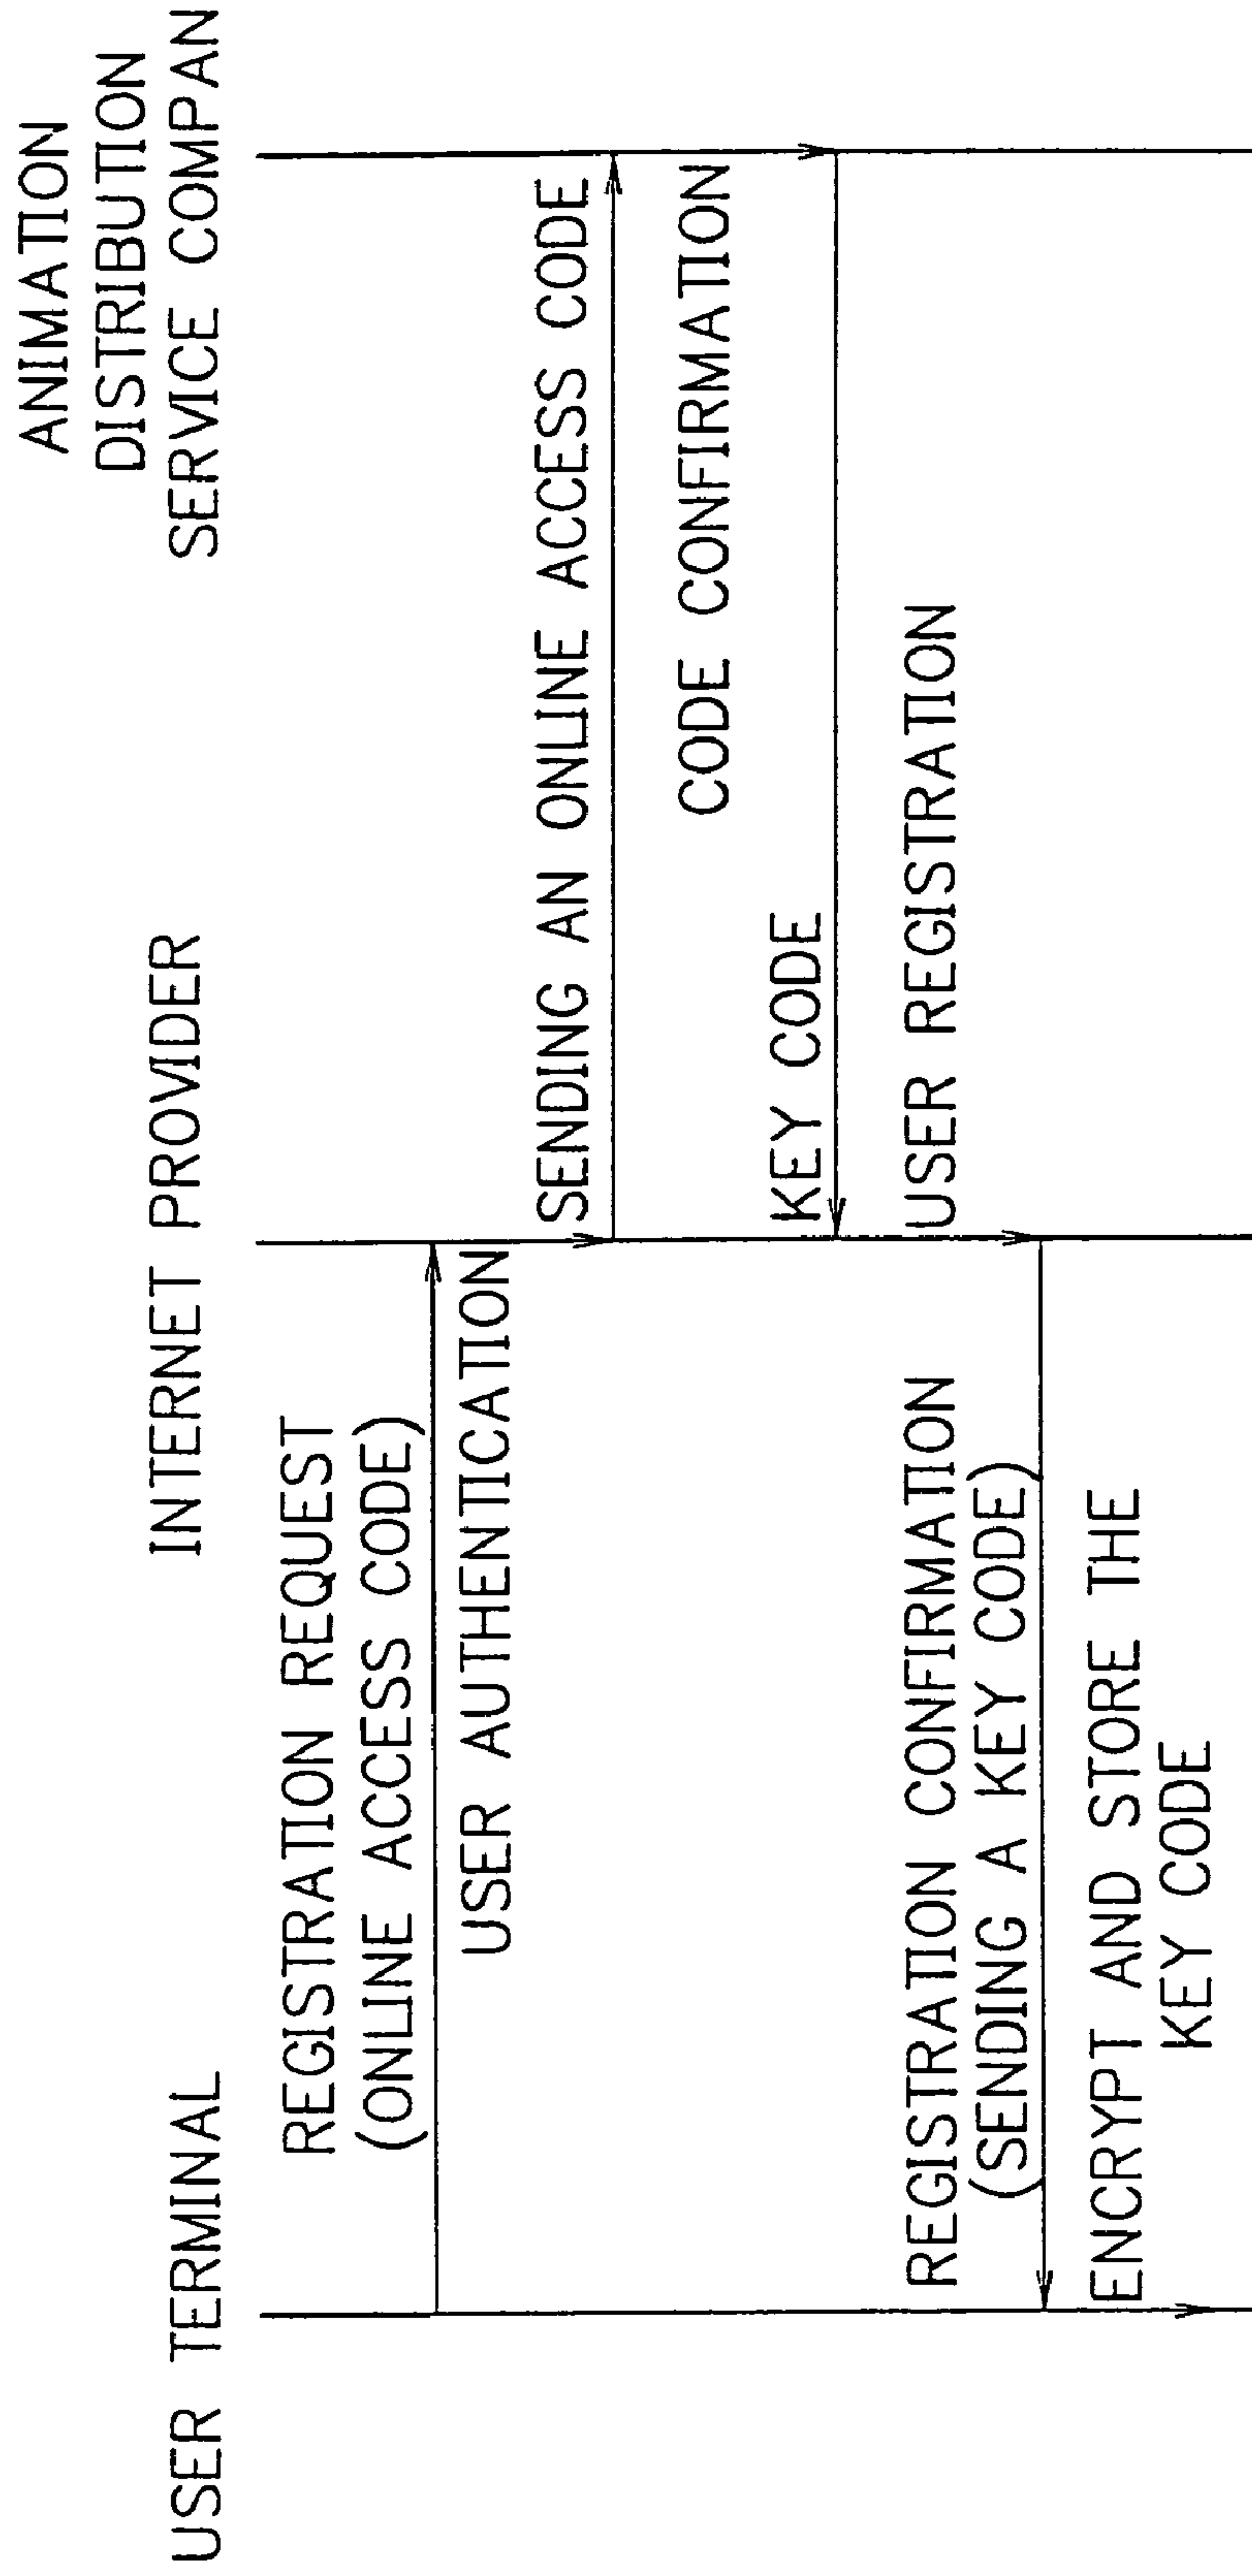 USER TERMINAL
INTERNET PROVIDER
ANIMATION
DISTRIBUTION
SERVICE COMPAN
REGISTRATION REQUEST
(ONLINE ACCESS CODE)
USER AUTHENTICATION
SENDING AN ONLINE ACCESS CODE
CODE CONFIRMATION
KEY CODE
USER REGISTRATION
REGISTRATION CONFIRMATION
(SENDING A KEY CODE)
ENCRYPT AND STORE THE
KEY CODE